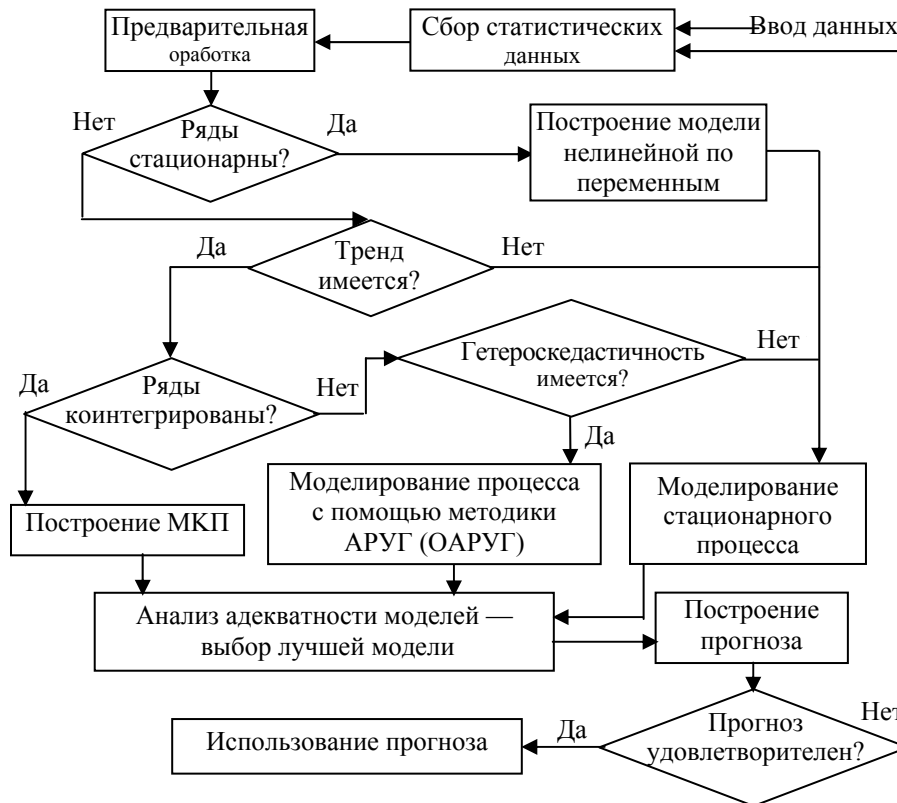 Предварительная
оработка
Сбор статистических
данных
Ввод данных
Нет
Ряды
стационарны?
Да
Построение модели
нелинейной по
переменным
Да
Тренд
имеется?
Нет
Да
Ряды
коинтегрированы?
Нет
Гетероскедастичность
имеется?
Нет
Да
Построение МКП
Моделирование процесса
с помощью методики
АРУГ (ОАРУГ)
Моделирование
стационарного
процесса
Анализ адекватности моделей —
выбор лучшей модели
Построение
прогноза
Использование прогноза
Да
Прогноз
удовлетворителен?
Нет